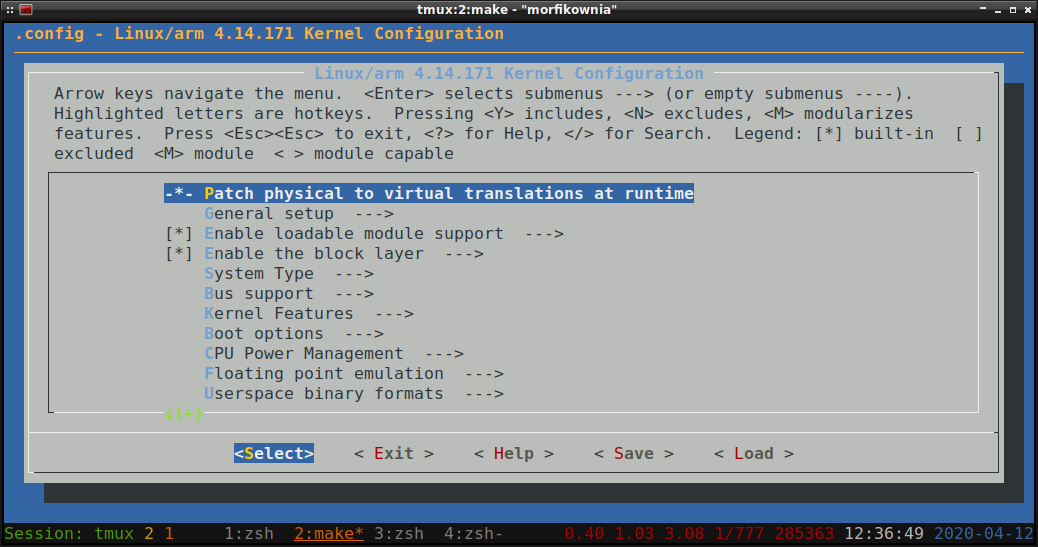 tmux:2:make - "morfikownia"
.config - Linux/arm 4.14.171 Kernel Configuration
Linux/arm 4.14.171 Kernel Configuration
Arrow keys navigate the menu.  <Enter> selects submenus ---> (or empty submenus ----).
Highlighted letters are hotkeys.  Pressing <Y> includes, <N> excludes, <M> modularizes
features.  Press <Esc><Esc> to exit, <?> for Help, </> for Search.  Legend: [*] built-in  [ ]
excluded  <M> module  < > module capable
-*- Patch physical to virtual translations at runtime
General setup  --->
[*] Enable loadable module support  --->
[*] Enable the block layer  --->
System Type  --->
Bus support  --->
Kernel Features  --->
Boot options  --->
CPU Power Management  --->
Floating point emulation  --->
Userspace binary formats  --->
↓(+)
<Select>    < Exit >    < Help >    < Save >    < Load >
Session: tmux 2 1     1:zsh  2:make* 3:zsh  4:zsh-      0.40 1.03 3.08 1/777 285363 12:36:49 2020-04-12